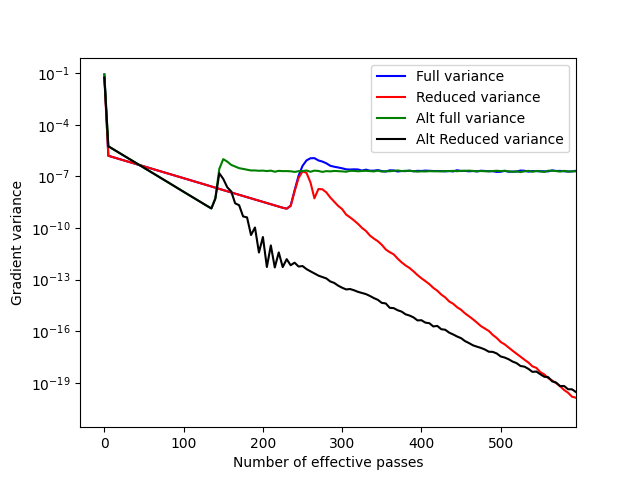 Full variance
Reduced variance
Alt full variance
Alt Reduced variance
Gradient variance
10⁻¹
10⁻⁴
10⁻⁷
10⁻¹⁰
10⁻¹³
10⁻¹⁶
10⁻¹⁹
0 100 200 300 400 500
Number of effective passes